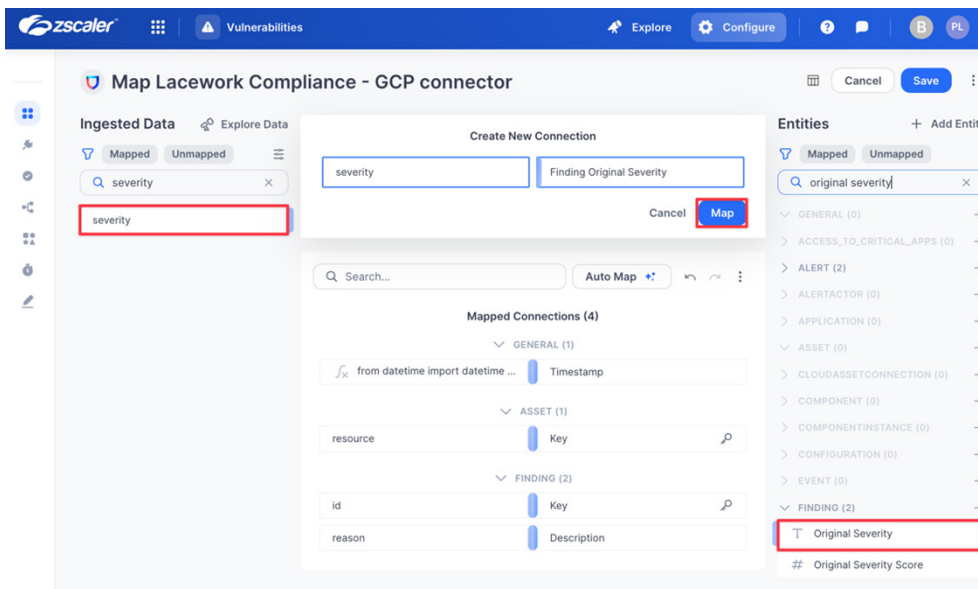 zscaler
Vulnerabilities
Explore
Configure
B
PL
Map Lacework Compliance - GCP connector
Cancel
Save
Ingested Data
Explore Data
Mapped
Unmapped
severity
severity
Create New Connection
severity
Finding Original Severity
Cancel
Map
Search...
Auto Map
Mapped Connections (4)
GENERAL (1)
from datetime import datetime ...
Timestamp
ASSET (1)
resource
Key
FINDING (2)
id
Key
reason
Description
Entities
+ Add Entit
Mapped
Unmapped
original severity
GENERAL (0)
ACCESS_TO_CRITICAL_APPS (0)
ALERT (2)
ALERTACTOR (0)
APPLICATION (0)
ASSET (0)
CLOUDASSETCONNECTION (0)
COMPONENT (0)
COMPONENTINSTANCE (0)
CONFIGURATION (0)
EVENT (0)
FINDING (2)
T Original Severity
# Original Severity Score